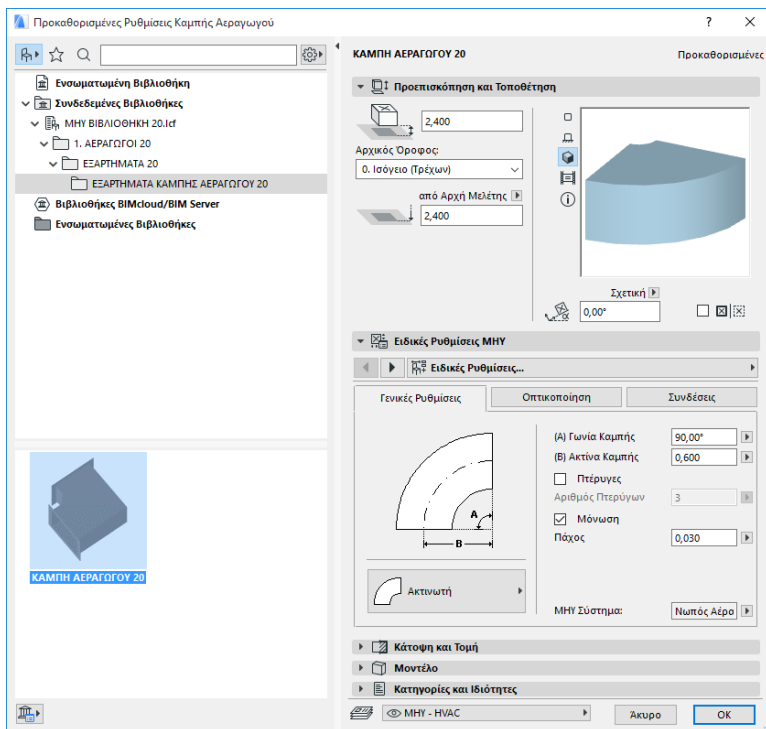 Προκαθορισμένες Ρυθμίσεις Καμπής Αεραγωγού
?
Ενσωματωμένη Βιβλιοθήκη
Συνδεδεμένες Βιβλιοθήκες
ΜΗΥ ΒΙΒΛΙΟΘΗΚΗ 20.lcf
1. ΑΕΡΑΓΩΓΟΙ 20
ΕΞΑΡΤΗΜΑΤΑ 20
ΕΞΑΡΤΗΜΑΤΑ ΚΑΜΠΗΣ ΑΕΡΑΓΩΓΟΥ 20
Βιβλιοθήκες BIMcloud/BIM Server
Ενσωματωμένες Βιβλιοθήκες
ΚΑΜΠΗ ΑΕΡΑΓΩΓΟΥ 20
ΚΑΜΠΗ ΑΕΡΑΓΩΓΟΥ 20 Προκαθορισμένες
Προεπισκόπηση και Τοποθέτηση
2,400
Αρχικός Όροφος:
0. Ισόγειο (Τρέχων)
από Αρχή Μελέτης
2,400
Σχετική
α 0,00°
Ειδικές Ρυθμίσεις ΜΗΥ
Ειδικές Ρυθμίσεις...
Γενικές Ρυθμίσεις Οπτικοποίηση Συνδέσεις
A
B
Ακτινωτή
(A) Γωνία Καμπής 90,00°
(B) Ακτίνα Καμπής 0,600
Πτέρυγες
Αριθμός Πτερύγων 3
Μόνωση
Πάχος 0,030
ΜΗΥ Σύστημα: Νωπός Αέρα
Κάτοψη και Τομή
Μοντέλο
Κατηγορίες και Ιδιότητες
ΜΗΥ - HVAC
Άκυρο OK